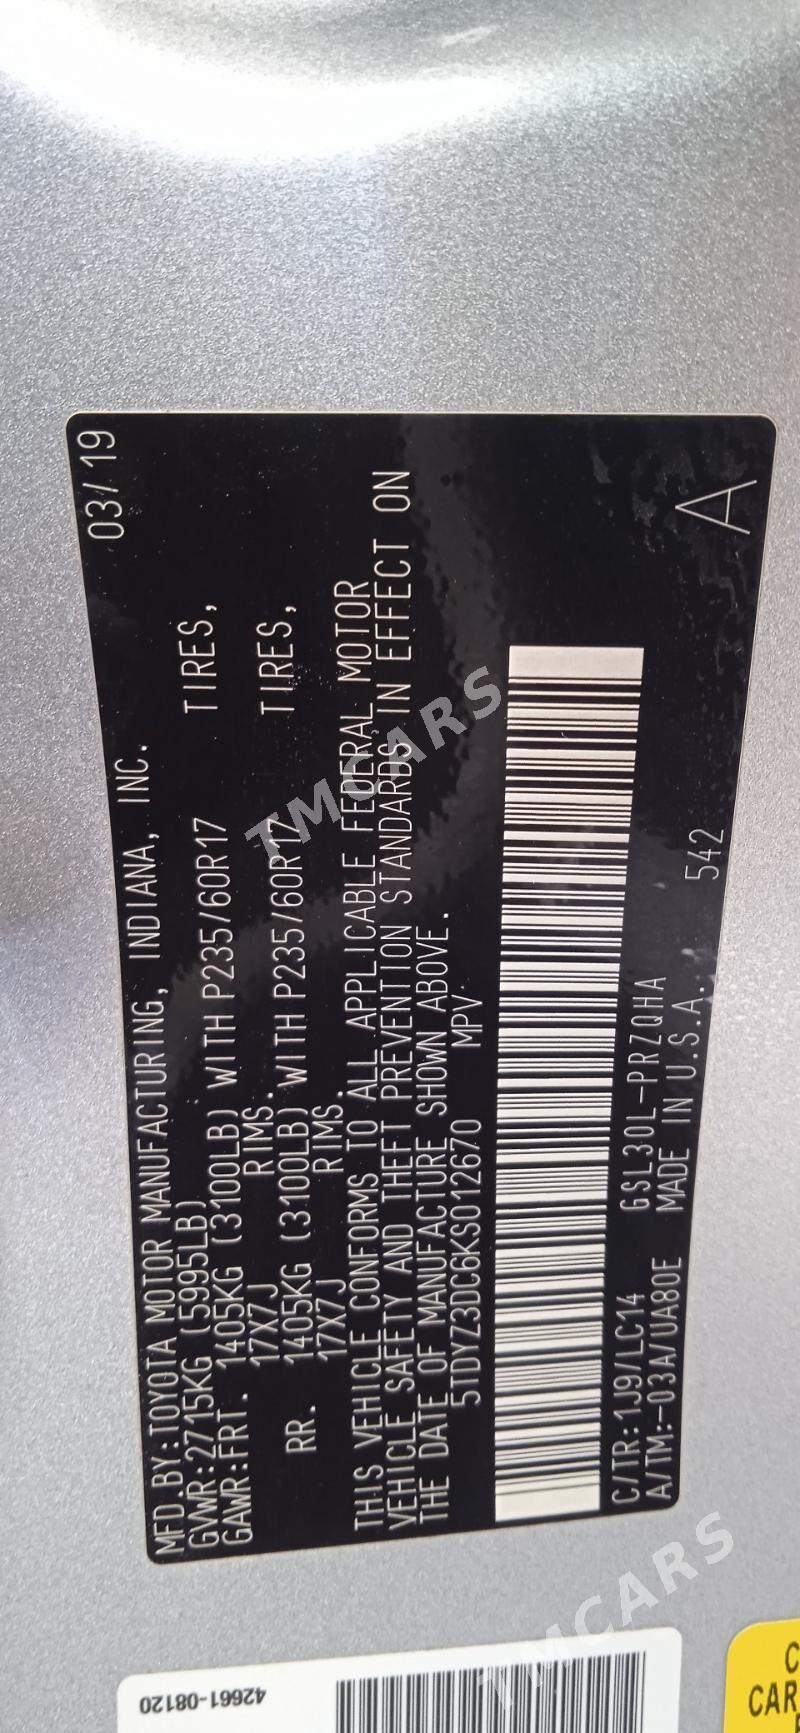 MFD.BY:TOYOTA MOTOR MANUFACTURING, INDIANA, INC. 03/19
GVWR:2715KG (5995LB)
GAWR:FRT. 1405KG (3100LB) WITH P235/60R17 TIRES,
17X7J RIMS.
RR. 1405KG (3100LB) WITH P235/60R17 TIRES,
17X7J RIMS.
THIS VEHICLE CONFORMS TO ALL APPLICABLE FEDERAL MOTOR
VEHICLE SAFETY AND THEFT PREVENTION STANDARDS IN EFFECT ON
THE DATE OF MANUFACTURE SHOWN ABOVE.
5TDYZ3DC6KS012670 MPV
C/TR:1J9/LC14 GSL30L-PRZQHA
A/TM:-03A/UA80E MADE IN U.S.A. 542 A
42661-08120
TMCARS
TMCARS